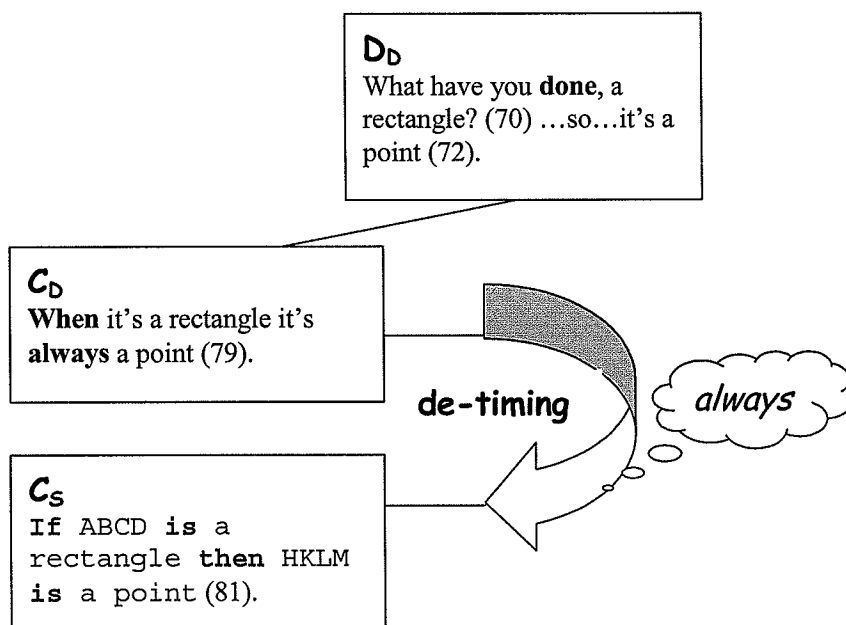 D_D
What have you done, a
rectangle? (70) …so…it's a
point (72).
C_D
When it's a rectangle it's
always a point (79).
de-timing
always
C_S
If ABCD is a
rectangle then HKLM
is a point (81).